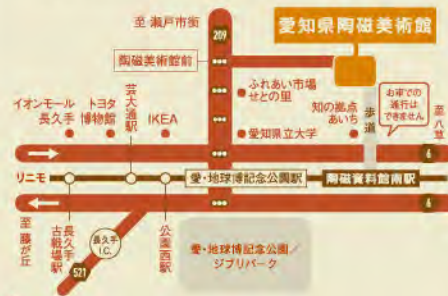 至 瀬戸市街
209
愛知県陶磁美術館
陶磁美術館前
ふれあい市場
せとの里
お車での
通行は
できません
歩道
至 八草
知の拠点
あいち
愛知県立大学
イオンモール
長久手
トヨタ
博物館
芸大通駅
IKEA
リニモ
愛・地球博記念公園駅
陶磁資料館南駅
6
6
至 藤が丘
長久手
古戦場駅
長久手
I.C.
521
公園西駅
愛・地球博記念公園／
ジブリパーク